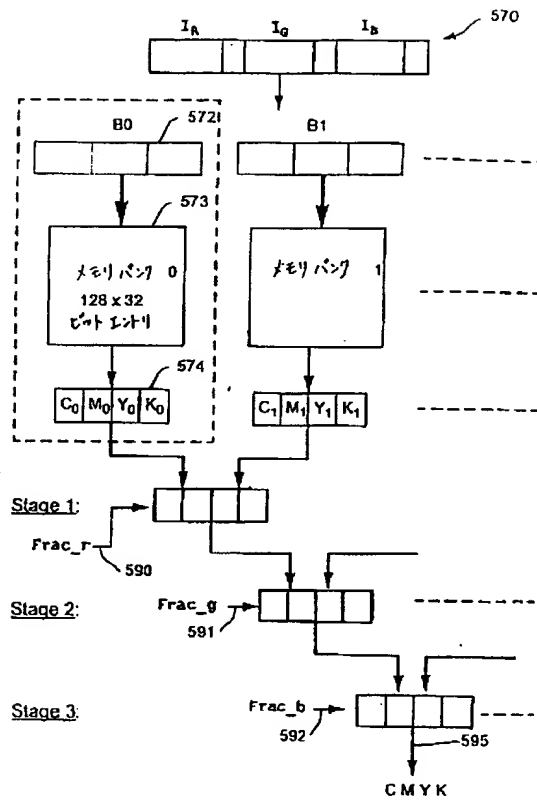 I_R I_G I_B 570
B0 572 B1
573
メモリバンク 0 メモリバンク 1
128 x 32
ビットエントリ
574
C₀ M₀ Y₀ K₀ C₁ M₁ Y₁ K₁
Stage 1:
Frac_r
590
Stage 2: Frac_g
591
Stage 3: Frac_b
592 595
CMYK